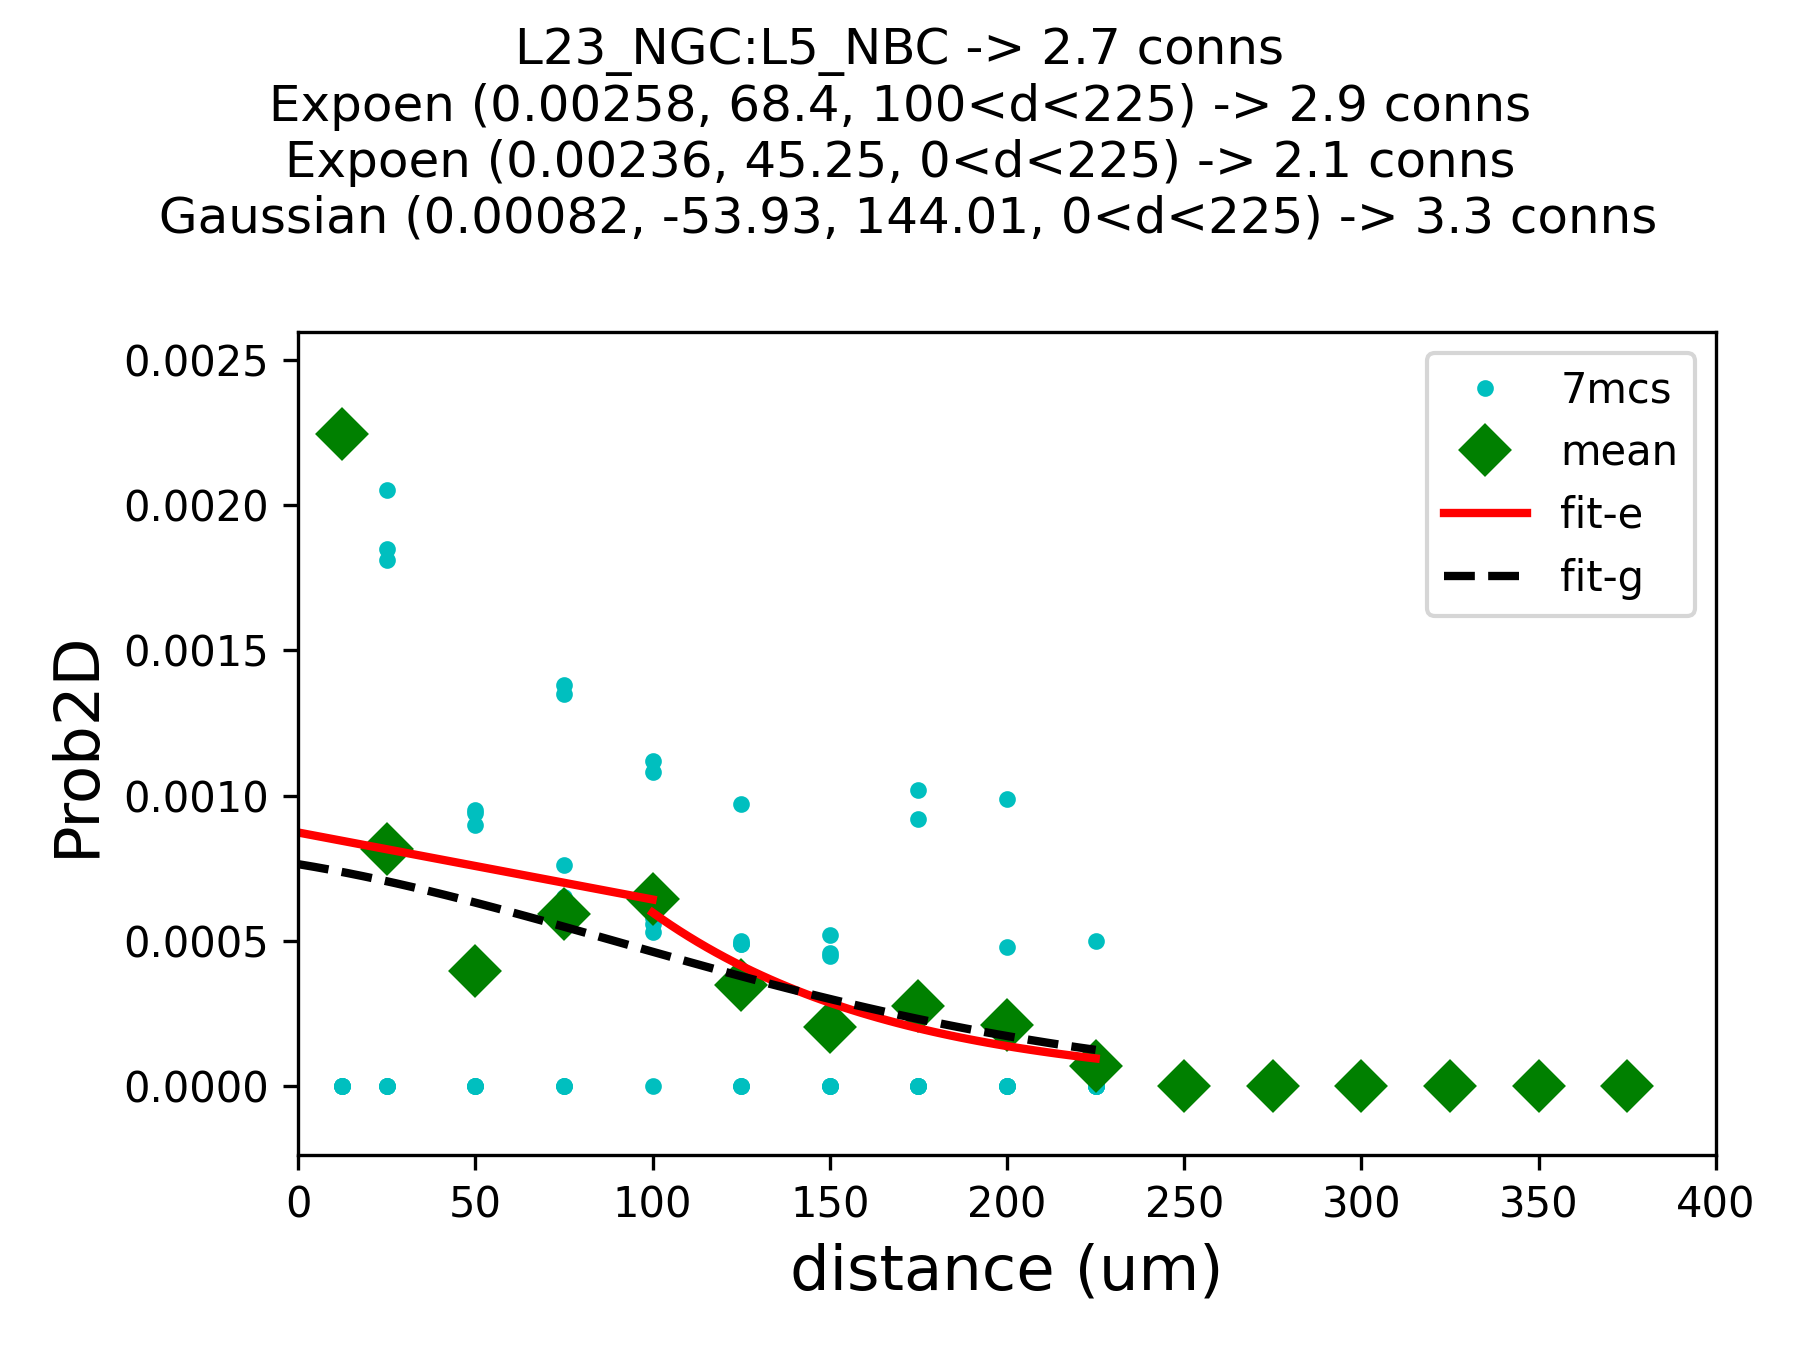 L23_NGC:L5_NBC -> 2.7 conns
Expoen (0.00258, 68.4, 100<d<225) -> 2.9 conns
Expoen (0.00236, 45.25, 0<d<225) -> 2.1 conns
Gaussian (0.00082, -53.93, 144.01, 0<d<225) -> 3.3 conns
7mcs
mean
fit-e
fit-g
Prob2D
0.0025
0.0020
0.0015
0.0010
0.0005
0.0000
0 50 100 150 200 250 300 350 400
distance (um)